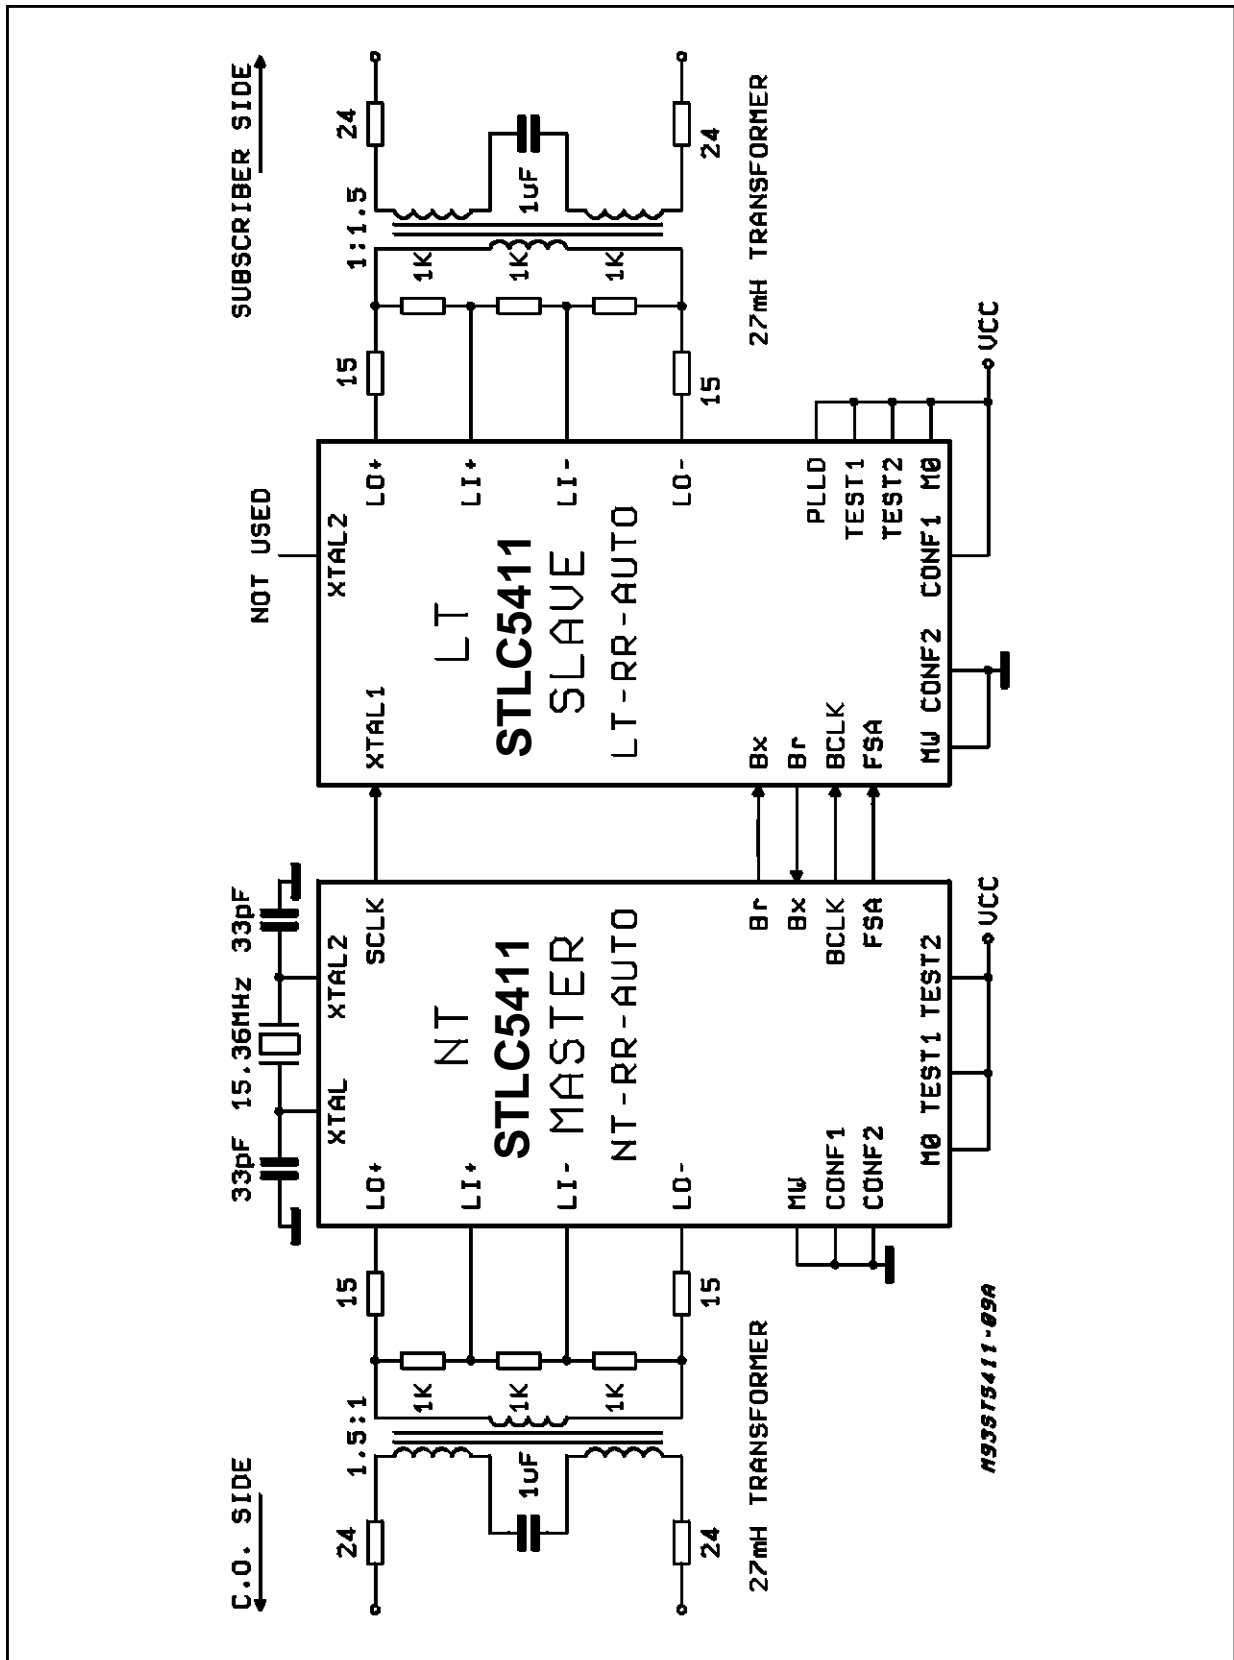 C.O. SIDE
SUBSCRIBER SIDE
33pF 15.36MHz 33pF
NOT USED
XTAL
XTAL2
XTAL1
XTAL2
24
1.5:1
15
LO+
SCLK
LO+
15
1:1.5
24
1K
LI+
NT
LT
LI+
1K
1uF
1K
STLC5411
STLC5411
1K
1uF
LI-
MASTER
SLAVE
LI-
1K
NT-RR-AUTO
LT-RR-AUTO
1K
24
15
LO-
LO-
15
24
27mH TRANSFORMER
27mH TRANSFORMER
MW
Br
Bx
PLLD
Bx
Br
CONF1
BCLK
BCLK
TEST1
CONF2
FSA
FSA
TEST2
M0 TEST1 TEST2
MW CONF2 CONF1 M0
VCC
VCC
M93ST5411-09A